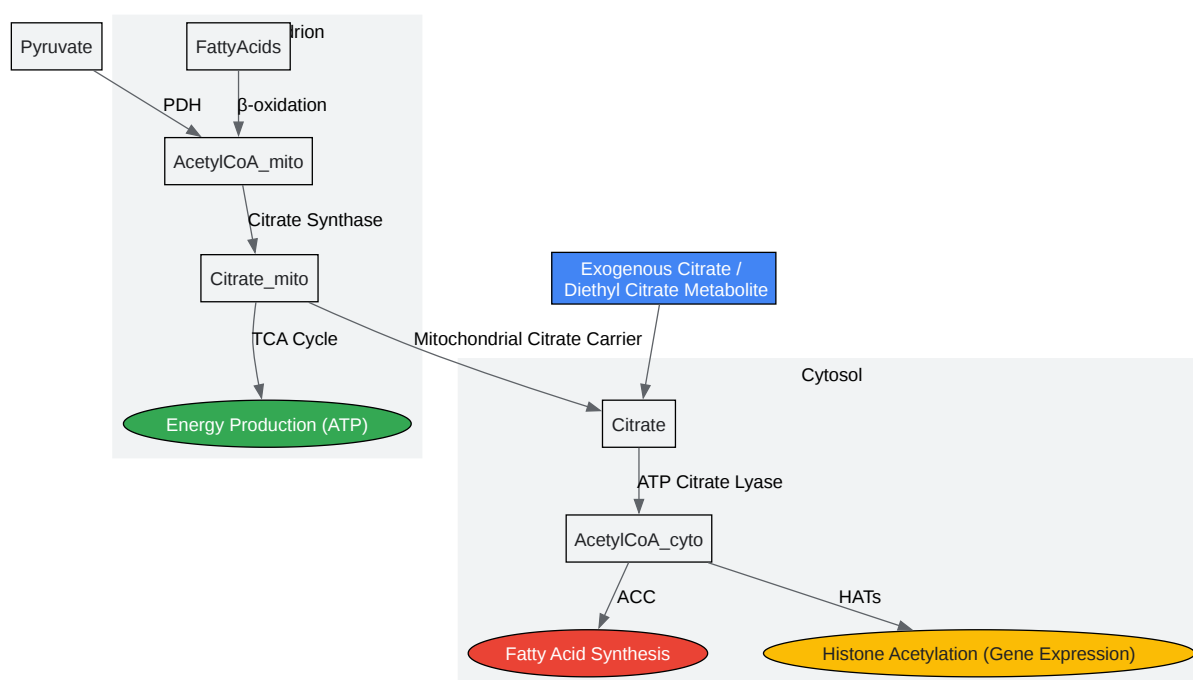 Pyruvate
FattyAcids
drion
PDH
β-oxidation
AcetylCoA_mito
Citrate Synthase
Citrate_mito
Exogenous Citrate /
Diethyl Citrate Metabolite
TCA Cycle
Mitochondrial Citrate Carrier
Cytosol
Energy Production (ATP)
Citrate
ATP Citrate Lyase
AcetylCoA_cyto
ACC
HATs
Fatty Acid Synthesis
Histone Acetylation (Gene Expression)